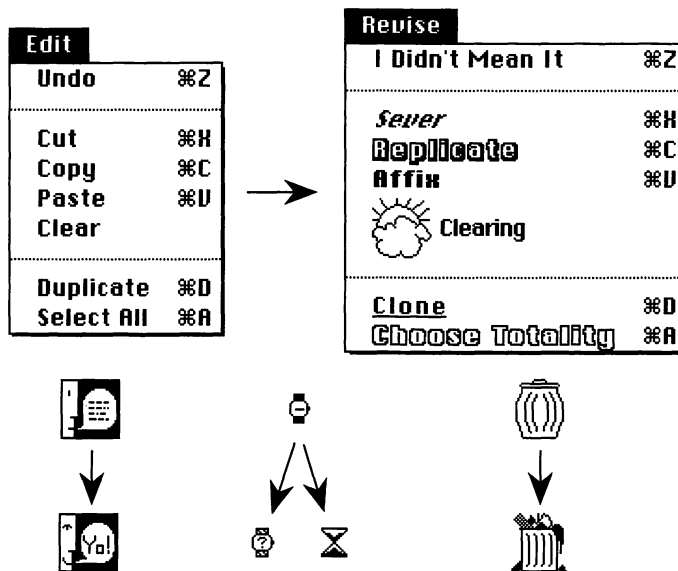 Edit
Undo ⌘Z
Cut ⌘X
Copy ⌘C
Paste ⌘V
Clear
Duplicate ⌘D
Select All ⌘A
Revise
I Didn't Mean It ⌘Z
Sever ⌘X
Replicate ⌘C
Affix ⌘V
Clearing
Clone ⌘D
Choose Totality ⌘A
Yo!
?